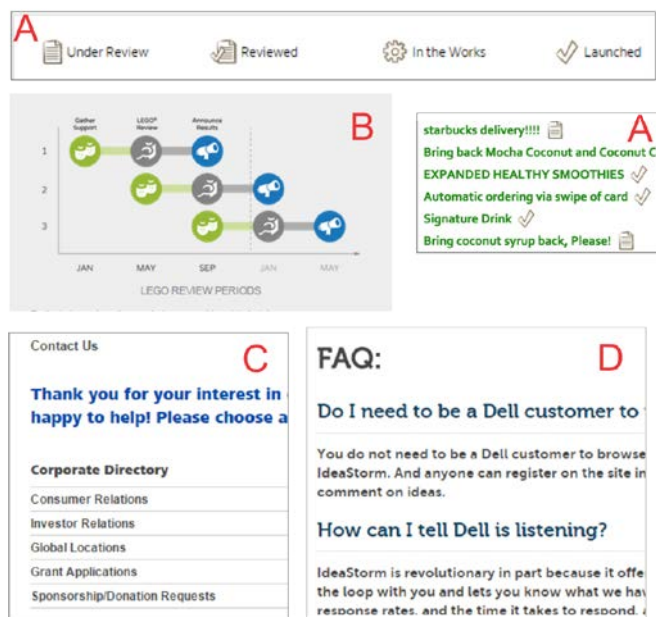 A
Under Review Reviewed In the Works Launched
B
Gather Support LEGO® Review Announce Results
1
2
3
JAN MAY SEP JAN MAY
LEGO REVIEW PERIODS
A
starbucks delivery!!!!
Bring back Mocha Coconut and Coconut C
EXPANDED HEALTHY SMOOTHIES
Automatic ordering via swipe of card
Signature Drink
Bring coconut syrup back, Please!
C
Contact Us
Thank you for your interest in
happy to help! Please choose a
Corporate Directory
Consumer Relations
Investor Relations
Global Locations
Grant Applications
Sponsorship/Donation Requests
D
FAQ:
Do I need to be a Dell customer to
You do not need to be a Dell customer to browse
IdeaStorm. And anyone can register on the site in
comment on ideas.
How can I tell Dell is listening?
IdeaStorm is revolutionary in part because it offe
the loop with you and lets you know what we hav
response rates, and the time it takes to respond,